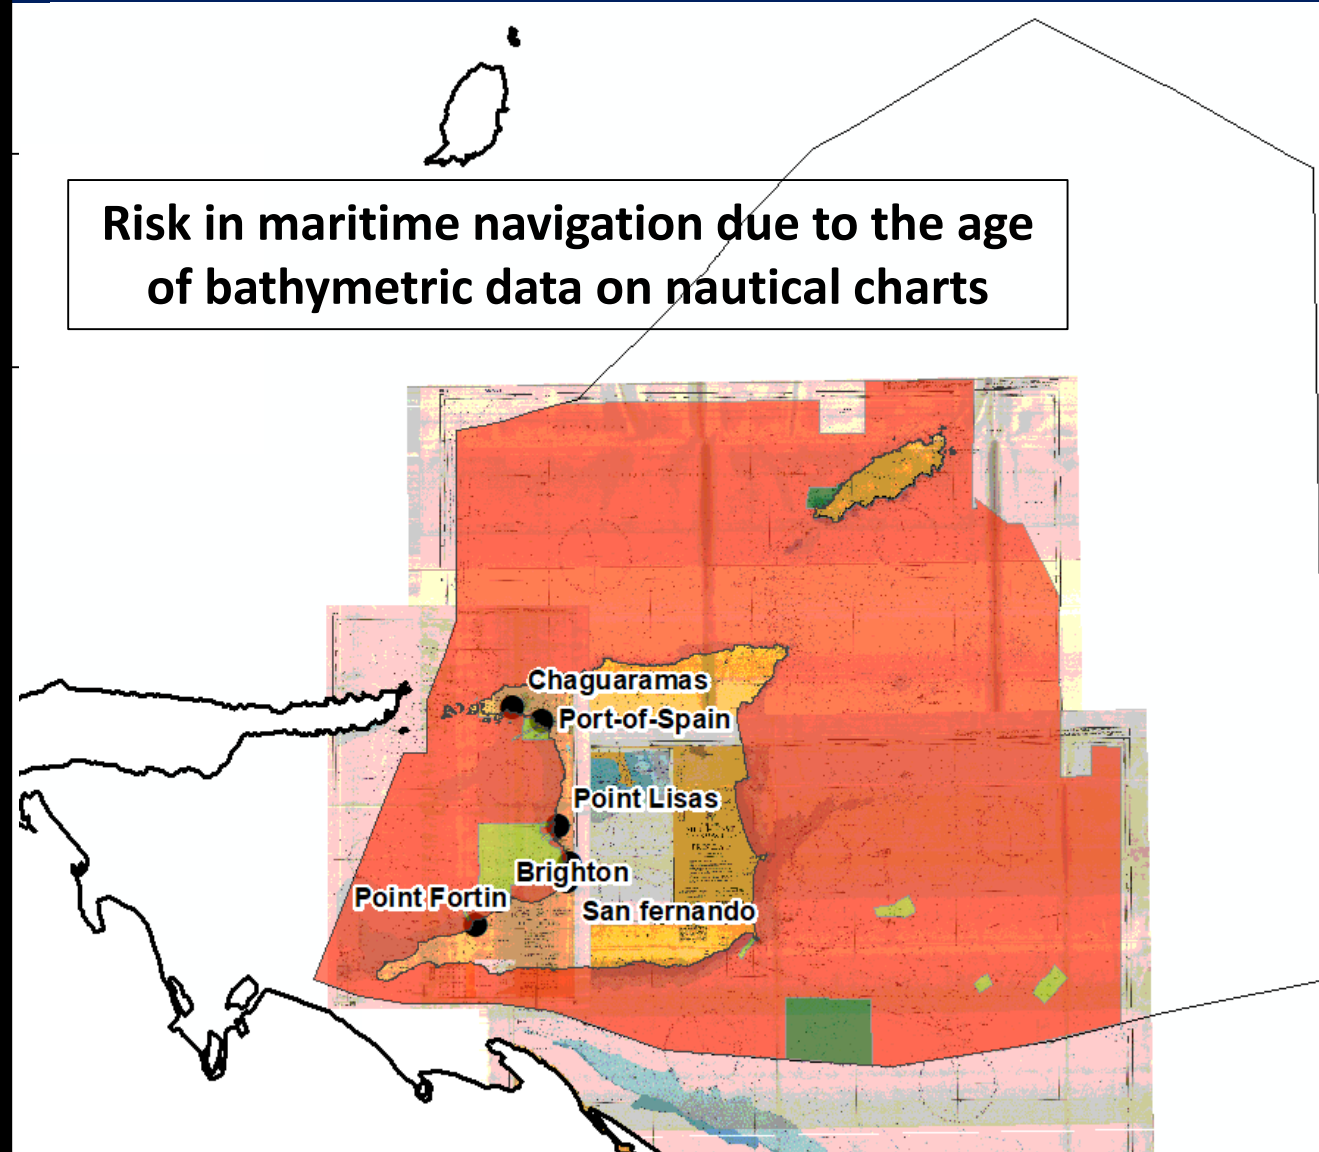 Risk in maritime navigation due to the age
of bathymetric data on nautical charts
Chaguaramas
Port-of-Spain
Point Lisas
Brighton
Point Fortin
San fernando